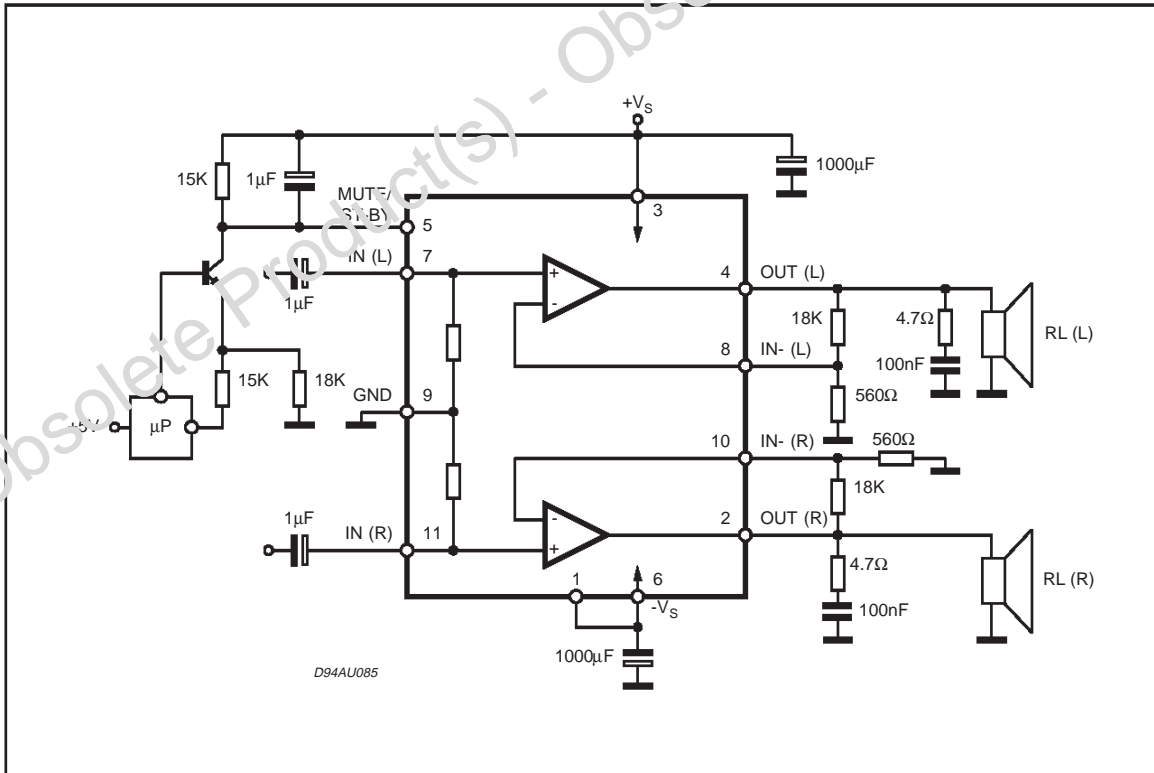 Obsolete Product(s) - Obso
+VS
1000µF
15K
1µF
MUTE/
ST-BY
5
3
IN (L)
7
1µF
4
OUT (L)
18K
4.7Ω
RL (L)
8
IN- (L)
100nF
15K
18K
GND
9
560Ω
+5V
µP
10
IN- (R)
560Ω
18K
1µF
IN (R)
11
2
OUT (R)
4.7Ω
RL (R)
1
6
-VS
100nF
1000µF
D94AU085
+
-
-
+